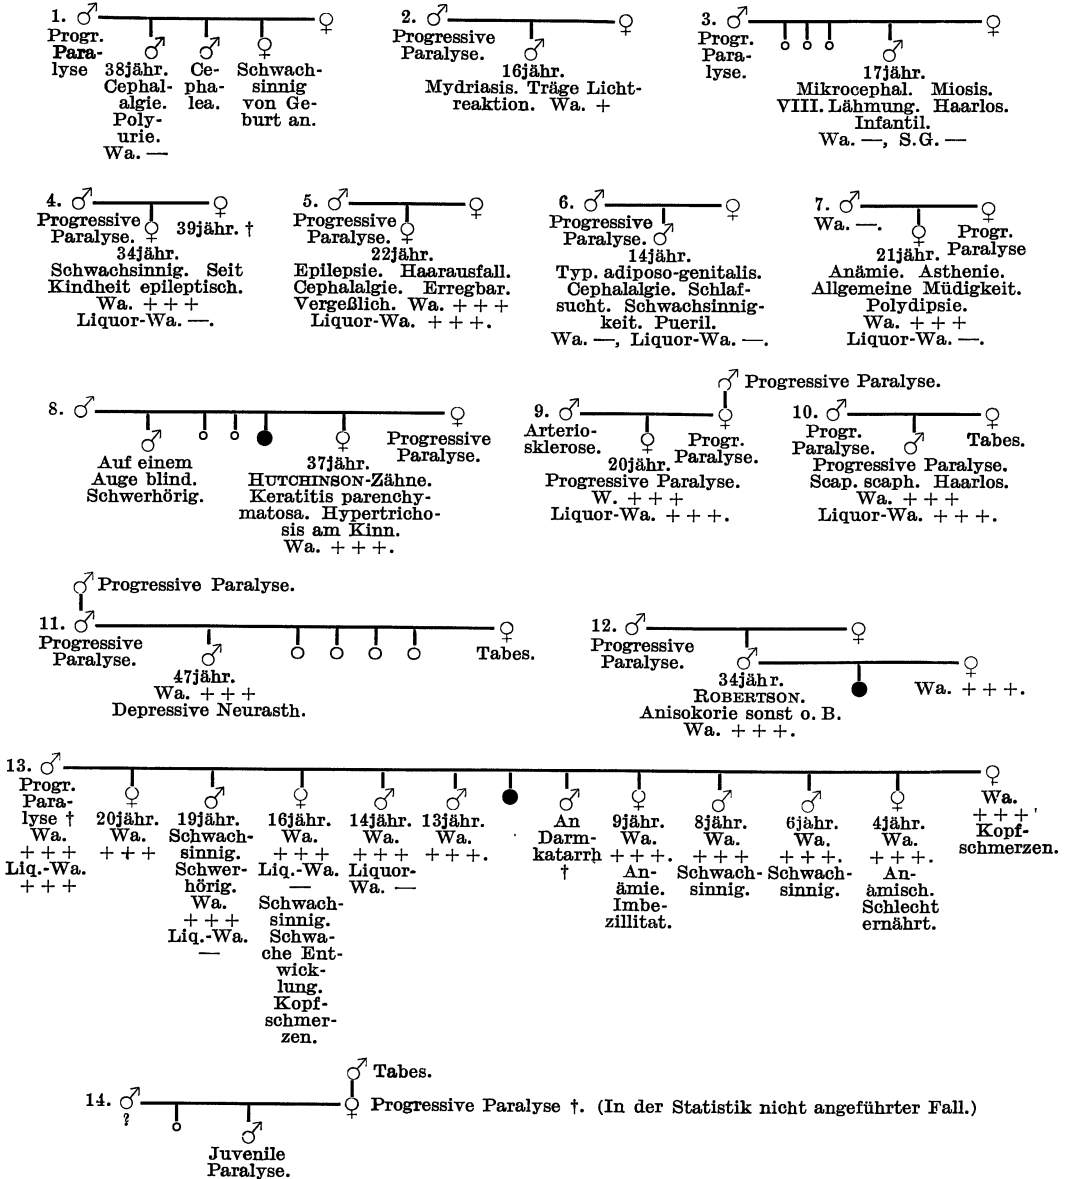 1.
Progr.
Para-
lyse
38jähr.
Cephal-
algie.
Poly-
urie.
Wa. —
Ce-
pha-
lea.
Schwach-
sinnig
von Ge-
burt an.
2.
Progressive
Paralyse.
16jähr.
Mydriasis. Träge Licht-
reaktion. Wa. +
3.
Progr.
Para-
lyse.
17jähr.
Mikrocephal. Miosis.
VIII. Lähmung. Haarlos.
Infantil.
Wa. —, S.G. —
4.
Progressive
Paralyse.
39jähr. †
34jähr.
Schwachsinnig. Seit
Kindheit epileptisch.
Wa. + + +
Liquor-Wa. —.
5.
Progressive
Paralyse.
22jähr.
Epilepsie. Haarausfall.
Cephalalgie. Erregbar.
Vergeßlich. Wa. + + +
Liquor-Wa. + + +.
6.
Progressive
Paralyse.
14jähr.
Typ. adiposo-genitalis.
Cephalalgie. Schlaf-
sucht. Schwachsinnig-
keit. Pueril.
Wa. —, Liquor-Wa. —.
7.
Wa. —.
Progr.
Paralyse
21jähr.
Anämie. Asthenie.
Allgemeine Müdigkeit.
Polydipsie.
Wa. + + +
Liquor-Wa. —.
8.
Auf einem
Auge blind.
Schwerhörig.
37jähr.
HUTCHINSON-Zähne.
Keratitis parenchy-
matosa. Hypertricho-
sis am Kinn.
Wa. + + +.
Progressive
Paralyse.
Progressive Paralyse.
9.
Arterio-
sklerose.
Progr.
Paralyse.
20jähr.
Progressive Paralyse.
W. + + +
Liquor-Wa. + + +.
10.
Progr.
Paralyse.
Tabes.
Progressive Paralyse.
Scap. scaph. Haarlos.
Wa. + + +
Liquor-Wa. + + +.
Progressive Paralyse.
11.
Progressive
Paralyse.
47jähr.
Wa. + + +
Depressive Neurasth.
Tabes.
12.
Progressive
Paralyse.
34jähr.
ROBERTSON.
Anisokorie sonst o. B.
Wa. + + +.
Wa. + + +.
13.
Progr.
Para-
lyse †
Wa.
+ + +
Liq.-Wa.
+ + +
20jähr.
Wa.
+ + +
19jähr.
Schwach-
sinnig.
Schwer-
hörig.
Wa.
+ + +
Liq.-Wa.
—
16jähr.
Wa.
+ + +
Liq.-Wa.
—
Schwach-
sinnig.
Schwa-
che Ent-
wick-
lung.
Kopf-
schmer-
zen.
14jähr.
Wa.
+ + +
Liquor-
Wa. —
13jähr.
Wa.
+ + +.
An
Darm-
katarrh
†
9jähr.
Wa.
+ + +.
An-
ämie.
Imbe-
zillitat.
8jähr.
Wa.
+ + +
Schwach-
sinnig.
6jähr.
Wa.
+ + +.
Schwach-
sinnig.
4jähr.
Wa.
+ + +.
An-
ämisch.
Schlecht
ernährt.
Wa.
+ + +
Kopf-
schmerzen.
Tabes.
14.
?
Progressive Paralyse †. (In der Statistik nicht angeführter Fall.)
Juvenile
Paralyse.